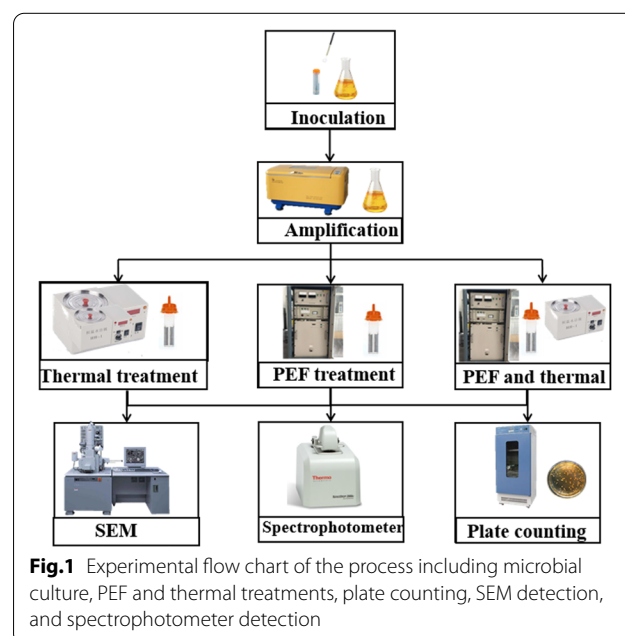 Inoculation
Amplification
Thermal treatment
PEF treatment
PEF and thermal
SEM
Thermo
Spectrophotometer
Plate counting
Fig.1 Experimental flow chart of the process including microbial
culture, PEF and thermal treatments, plate counting, SEM detection,
and spectrophotometer detection